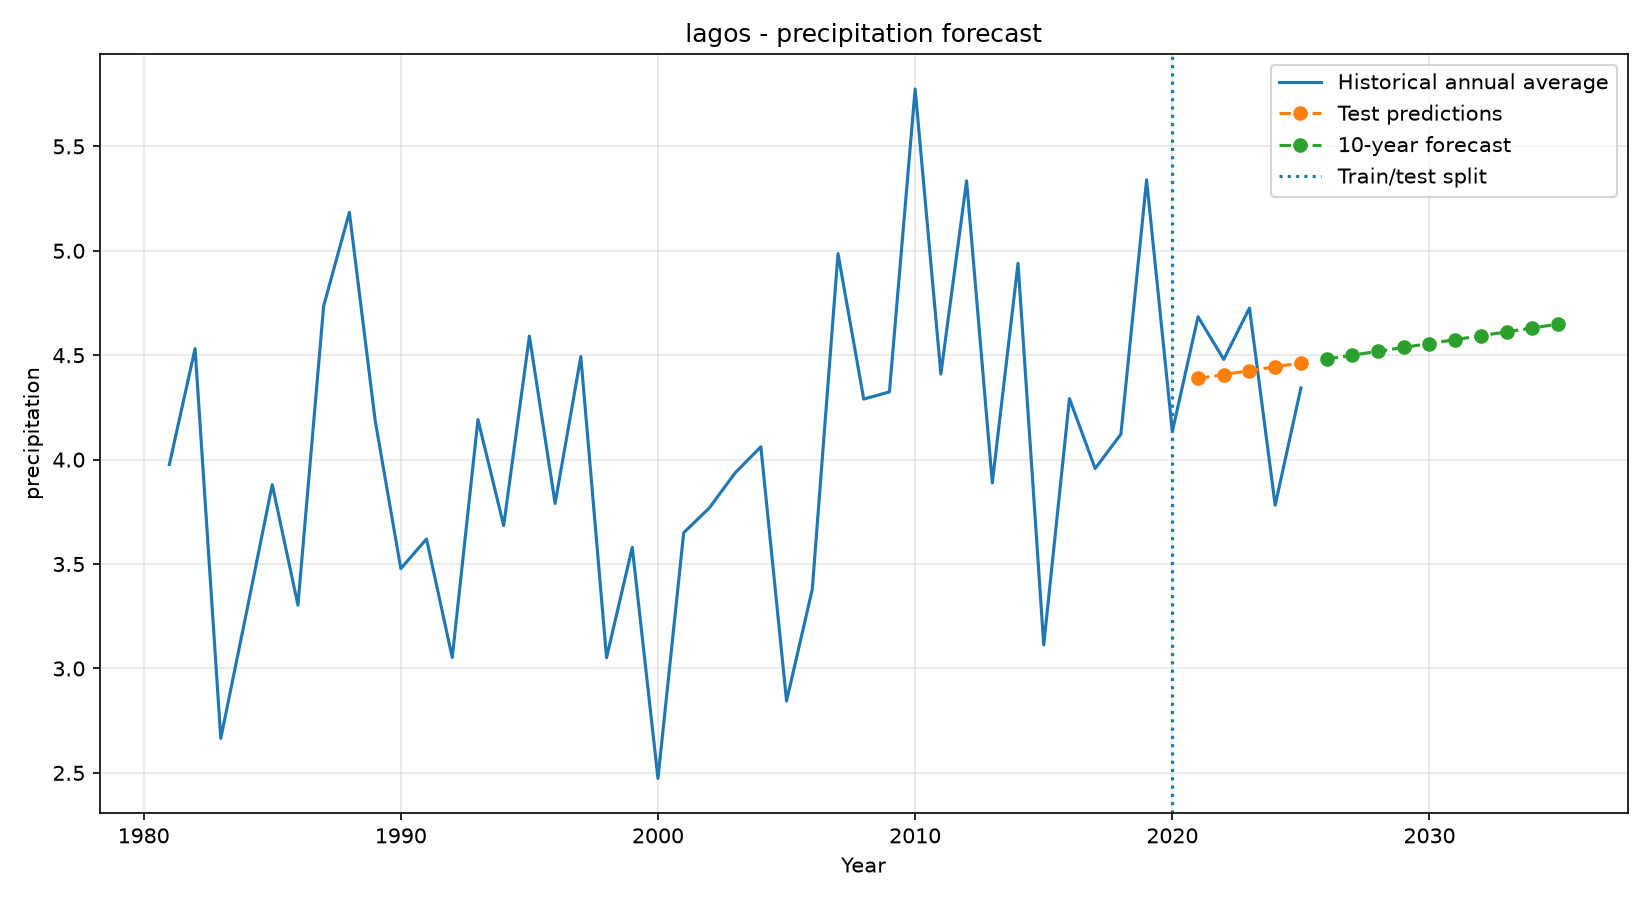 lagos - precipitation forecast
Historical annual average
Test predictions
10-year forecast
Train/test split
precipitation
5.5
5.0
4.5
4.0
3.5
3.0
2.5
1980 1990 2000 2010 2020 2030
Year